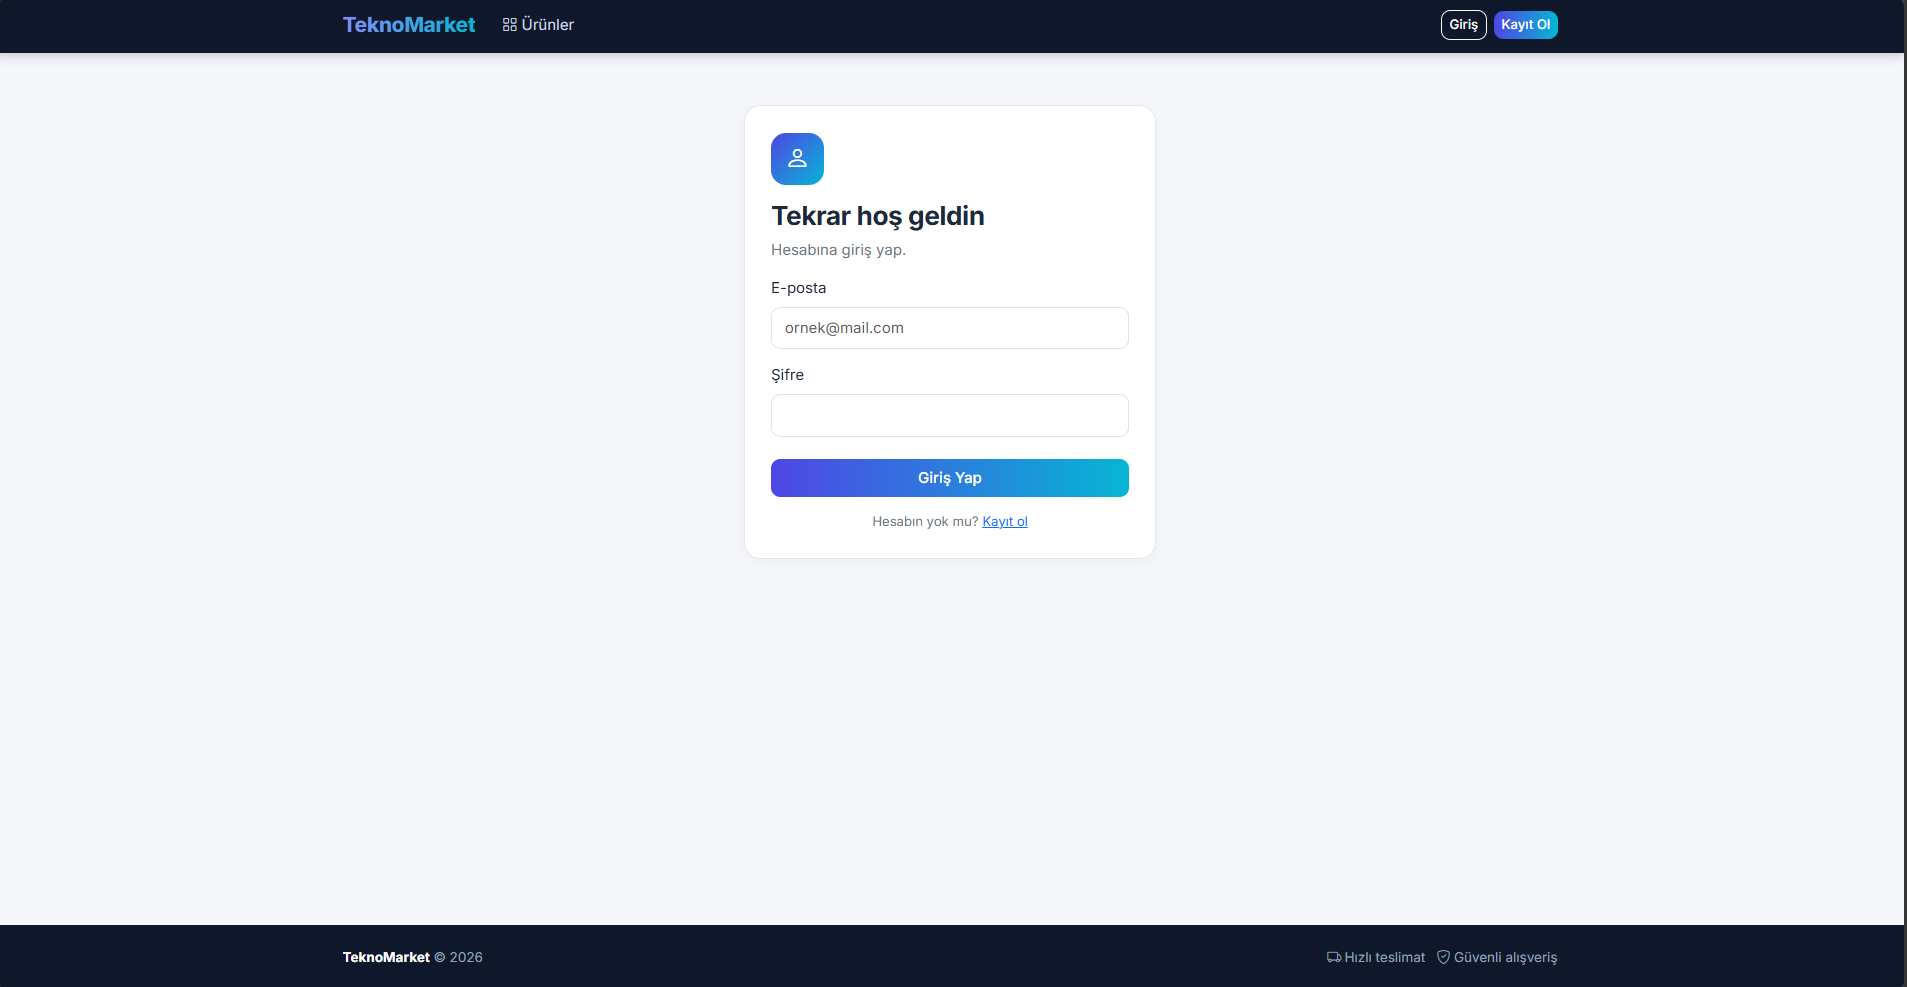 TeknoMarket Ürünler Giriş Kayıt Ol
Tekrar hoş geldin
Hesabına giriş yap.
E-posta
ornek@mail.com
Şifre
Giriş Yap
Hesabın yok mu? Kayıt ol
TeknoMarket © 2026 Hızlı teslimat Güvenli alışveriş